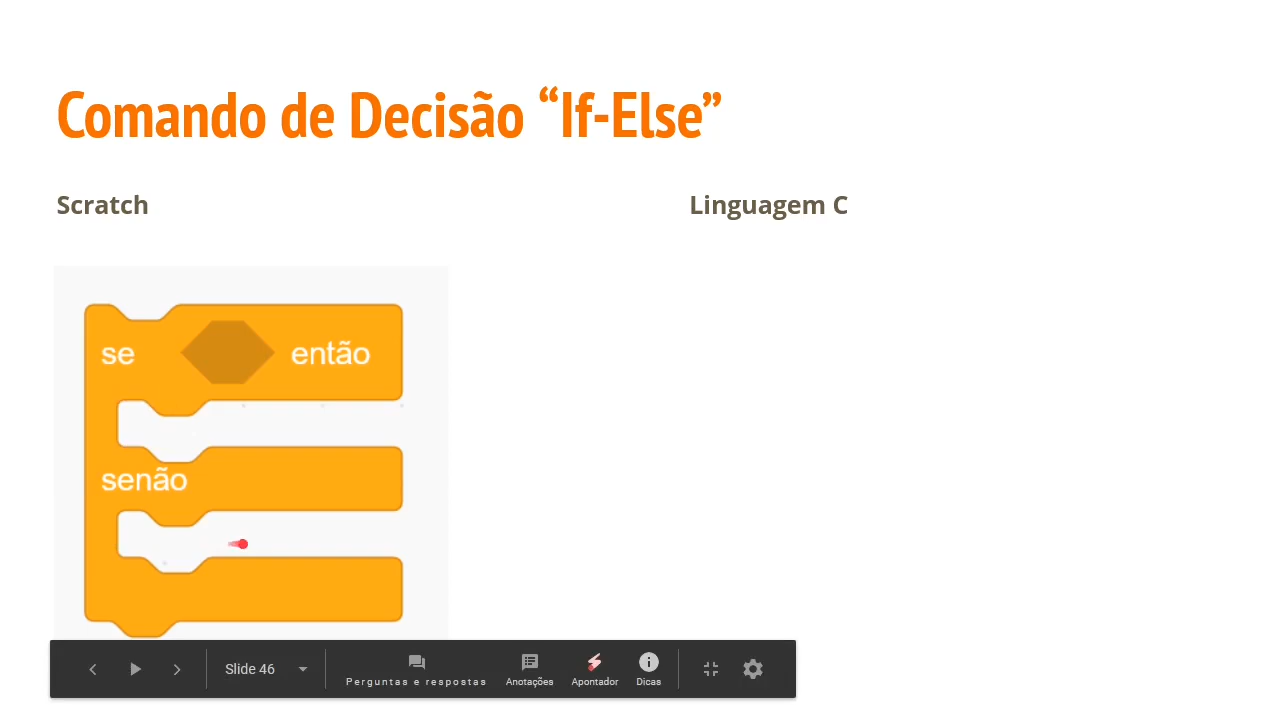 Comando de Decisão “If-Else”
Scratch
Linguagem C
se então
senão
Slide 46
Perguntas e respostas
Anotações
Apontador
Dicas